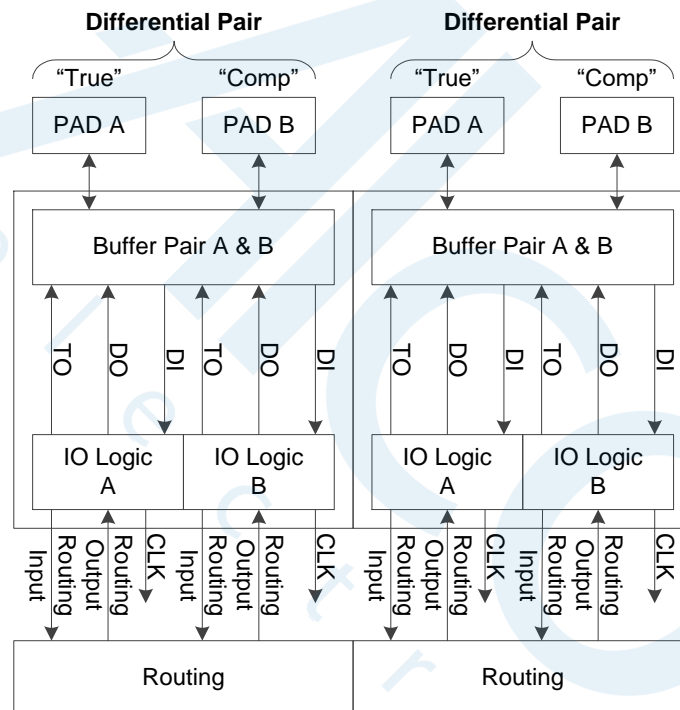 Differential Pair
Differential Pair
"True"
"Comp"
"True"
"Comp"
PAD A
PAD B
PAD A
PAD B
Buffer Pair A & B
Buffer Pair A & B
TO
DO
DI
TO
DO
DI
TO
DO
DI
TO
DO
DI
IO Logic
A
IO Logic
B
IO Logic
A
IO Logic
B
Routing
Input
Routing
Output
CLK
Routing
Input
Routing
Output
CLK
Routing
Input
Routing
Output
CLK
Routing
Input
Routing
Output
CLK
Routing
Routing